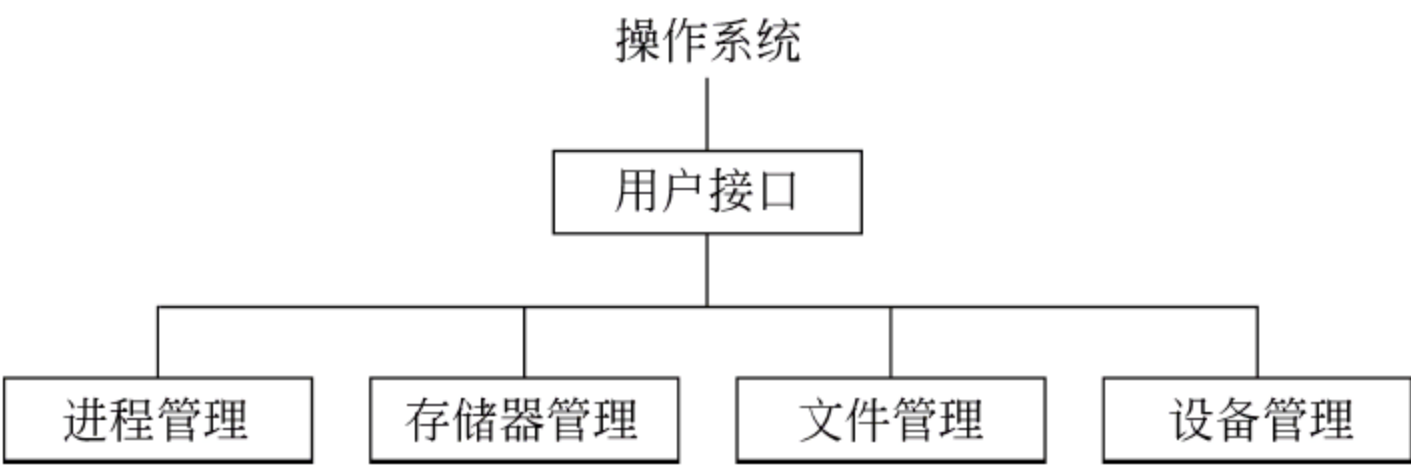 操作系统
用户接口
进程管理
存储器管理
文件管理
设备管理